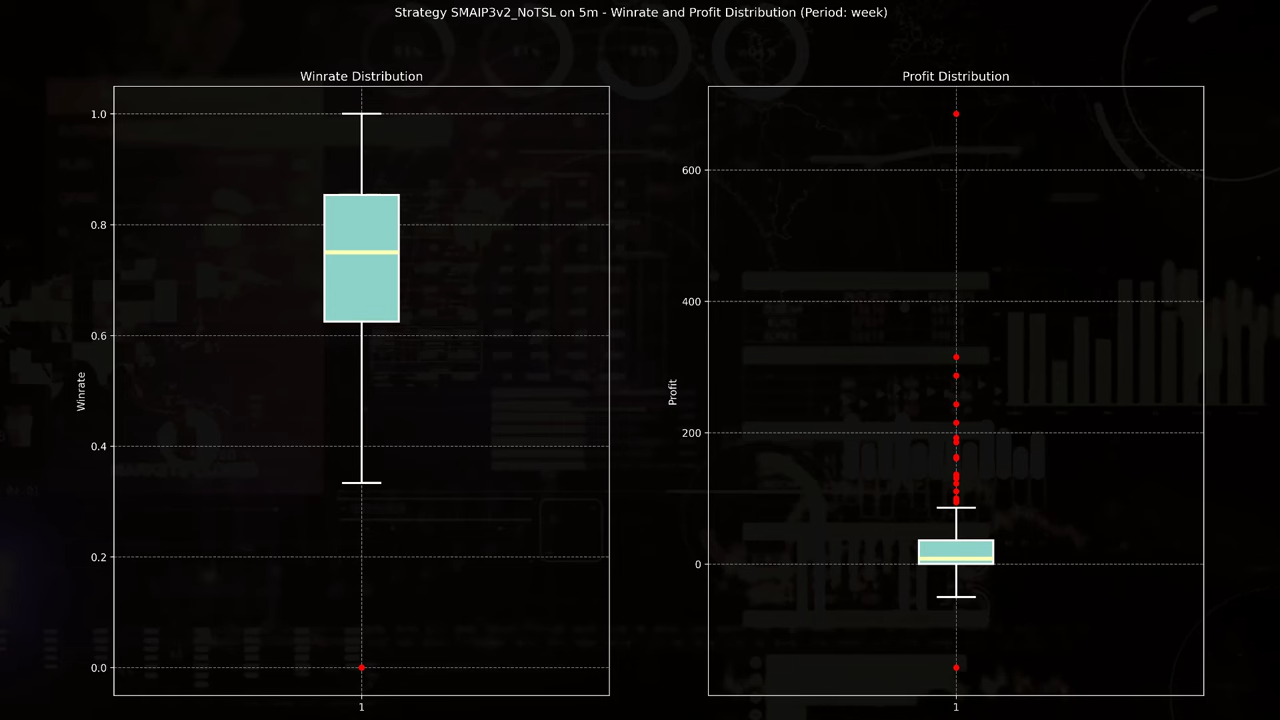 Strategy SMAIP3v2_NoTSL on 5m - Winrate and Profit Distribution (Period: week)
Winrate Distribution
1.0
0.8
0.6
0.4
0.2
0.0
Winrate
1
Profit Distribution
600
400
200
0
Profit
1